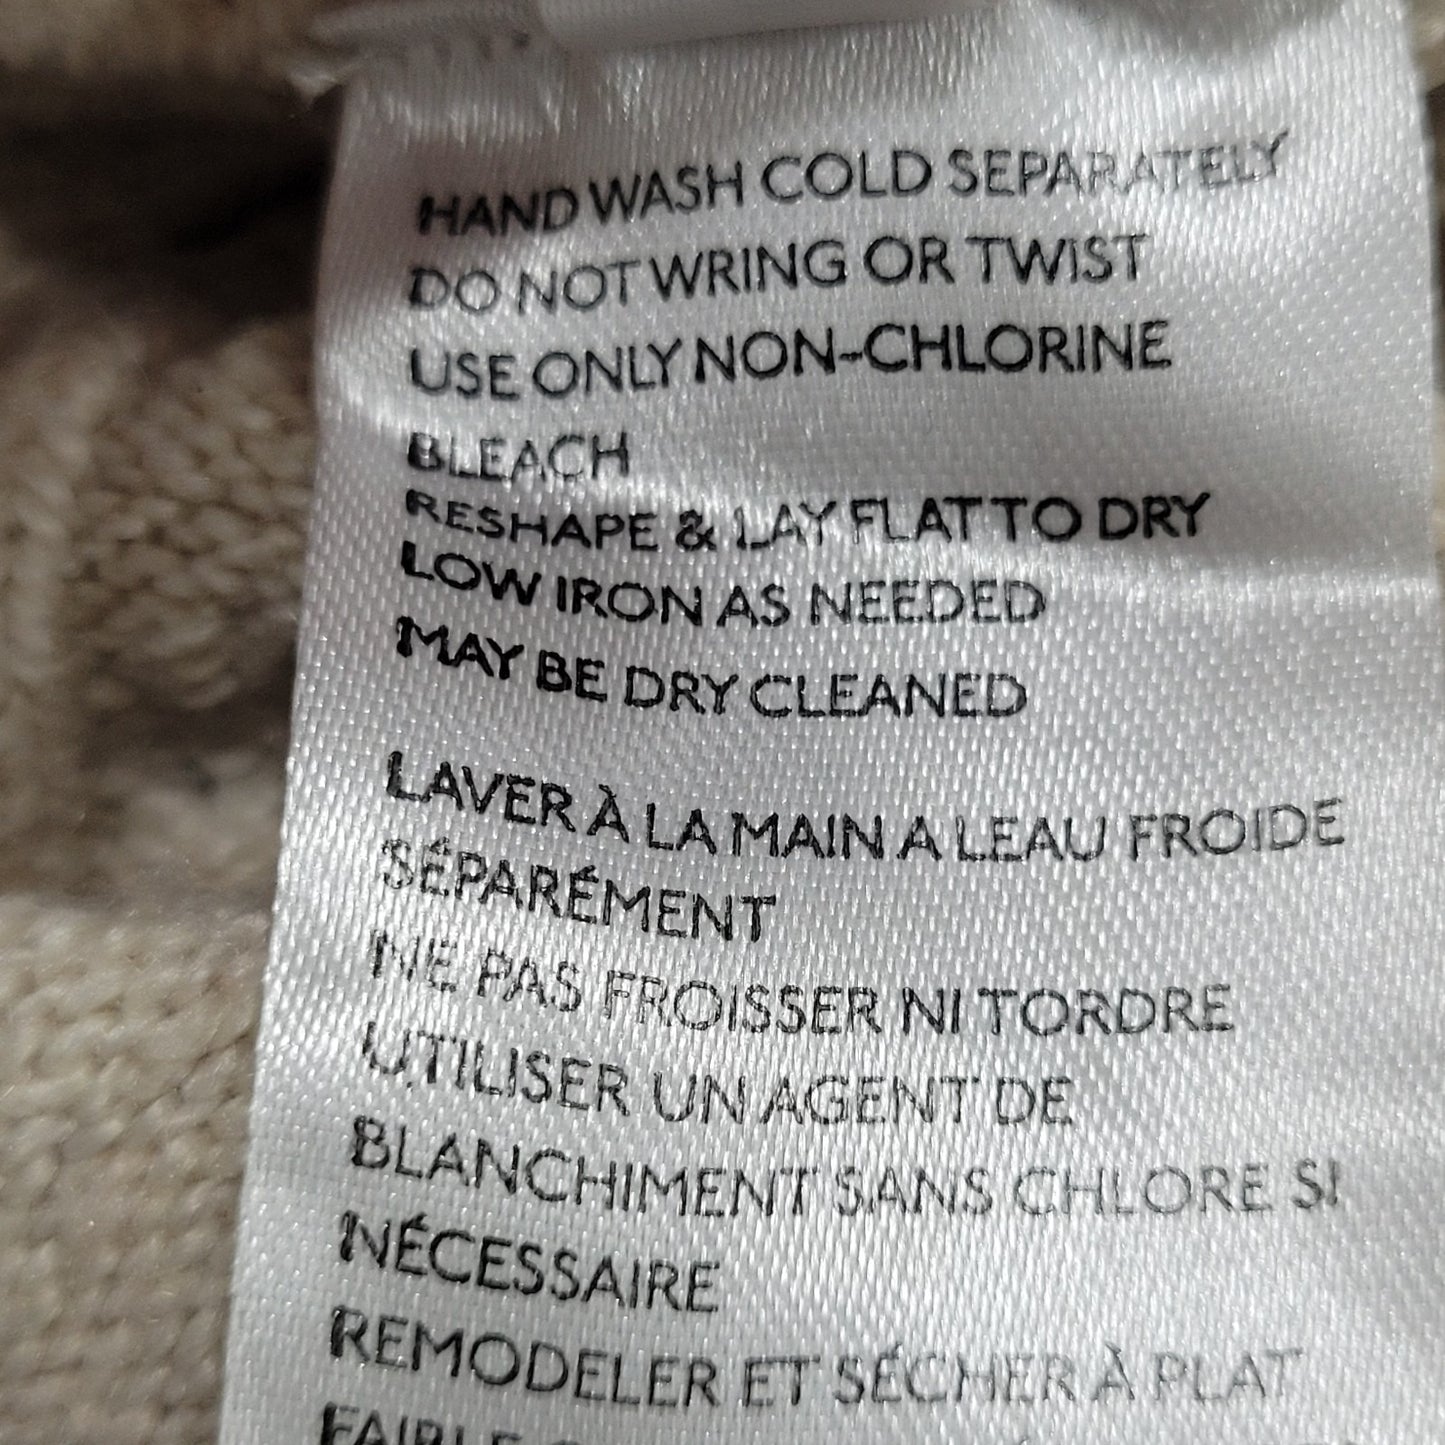 HAND WASH COLD SEPARATELY
DO NOT WRING OR TWIST
USE ONLY NON-CHLORINE
BLEACH
RESHAPE & LAY FLAT TO DRY
LOW IRON AS NEEDED
MAY BE DRY CLEANED
LAVER À LA MAIN A LEAU FROIDE
SÉPARÉMENT
NE PAS FROISSER NI TORDRE
UTILISER UN AGENT DE
BLANCHIMENT SANS CHLORE SI
NÉCESSAIRE
REMODELER ET SÉCHER À PLAT